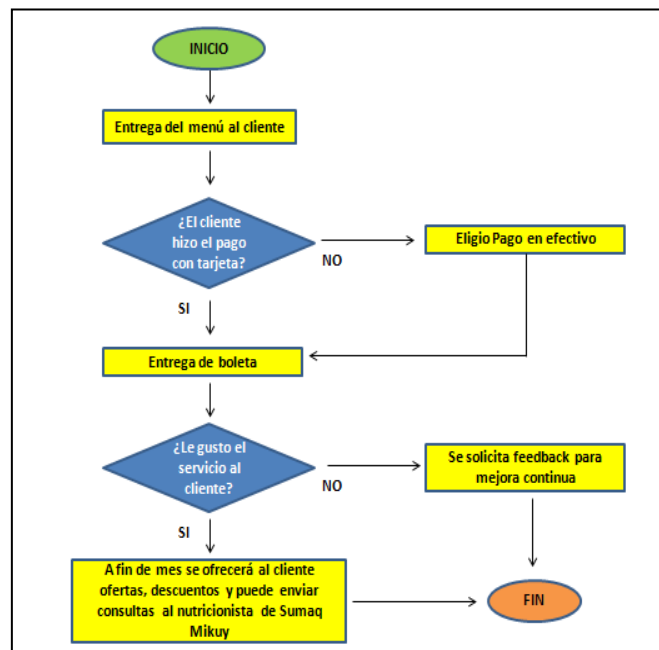 INICIO
Entrega del menú al cliente
¿El cliente
hizo el pago
con tarjeta?
NO
Eligio Pago en efectivo
SI
Entrega de boleta
¿Le gusto el
servicio al
cliente?
NO
Se solicita feedback para
mejora continua
SI
A fin de mes se ofrecerá al cliente
ofertas, descuentos y puede enviar
consultas al nutricionista de Sumaq
Mikuy
FIN